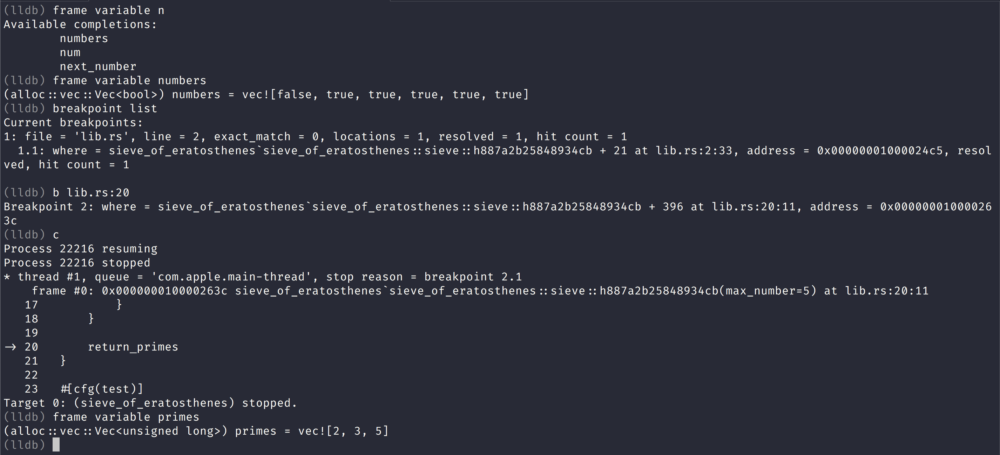 (lldb) frame variable n
Available completions:
        numbers
        num
        next_number
(lldb) frame variable numbers
(alloc::vec::Vec<bool>) numbers = vec![false, true, true, true, true, true]
(lldb) breakpoint list
Current breakpoints:
1: file = 'lib.rs', line = 2, exact_match = 0, locations = 1, resolved = 1, hit count = 1
  1.1: where = sieve_of_eratosthenes`sieve_of_eratosthenes::sieve::h887a2b25848934cb + 21 at lib.rs:2:33, address = 0x00000001000024c5, resol
ved, hit count = 1

(lldb) b lib.rs:20
Breakpoint 2: where = sieve_of_eratosthenes`sieve_of_eratosthenes::sieve::h887a2b25848934cb + 396 at lib.rs:20:11, address = 0x00000001000026
3c
(lldb) c
Process 22216 resuming
Process 22216 stopped
* thread #1, queue = 'com.apple.main-thread', stop reason = breakpoint 2.1
    frame #0: 0x000000010000263c sieve_of_eratosthenes`sieve_of_eratosthenes::sieve::h887a2b25848934cb(max_number=5) at lib.rs:20:11
   17           }
   18       }
   19
-> 20       return_primes
   21   }
   22
   23   #[cfg(test)]
Target 0: (sieve_of_eratosthenes) stopped.
(lldb) frame variable primes
(alloc::vec::Vec<unsigned long>) primes = vec![2, 3, 5]
(lldb)